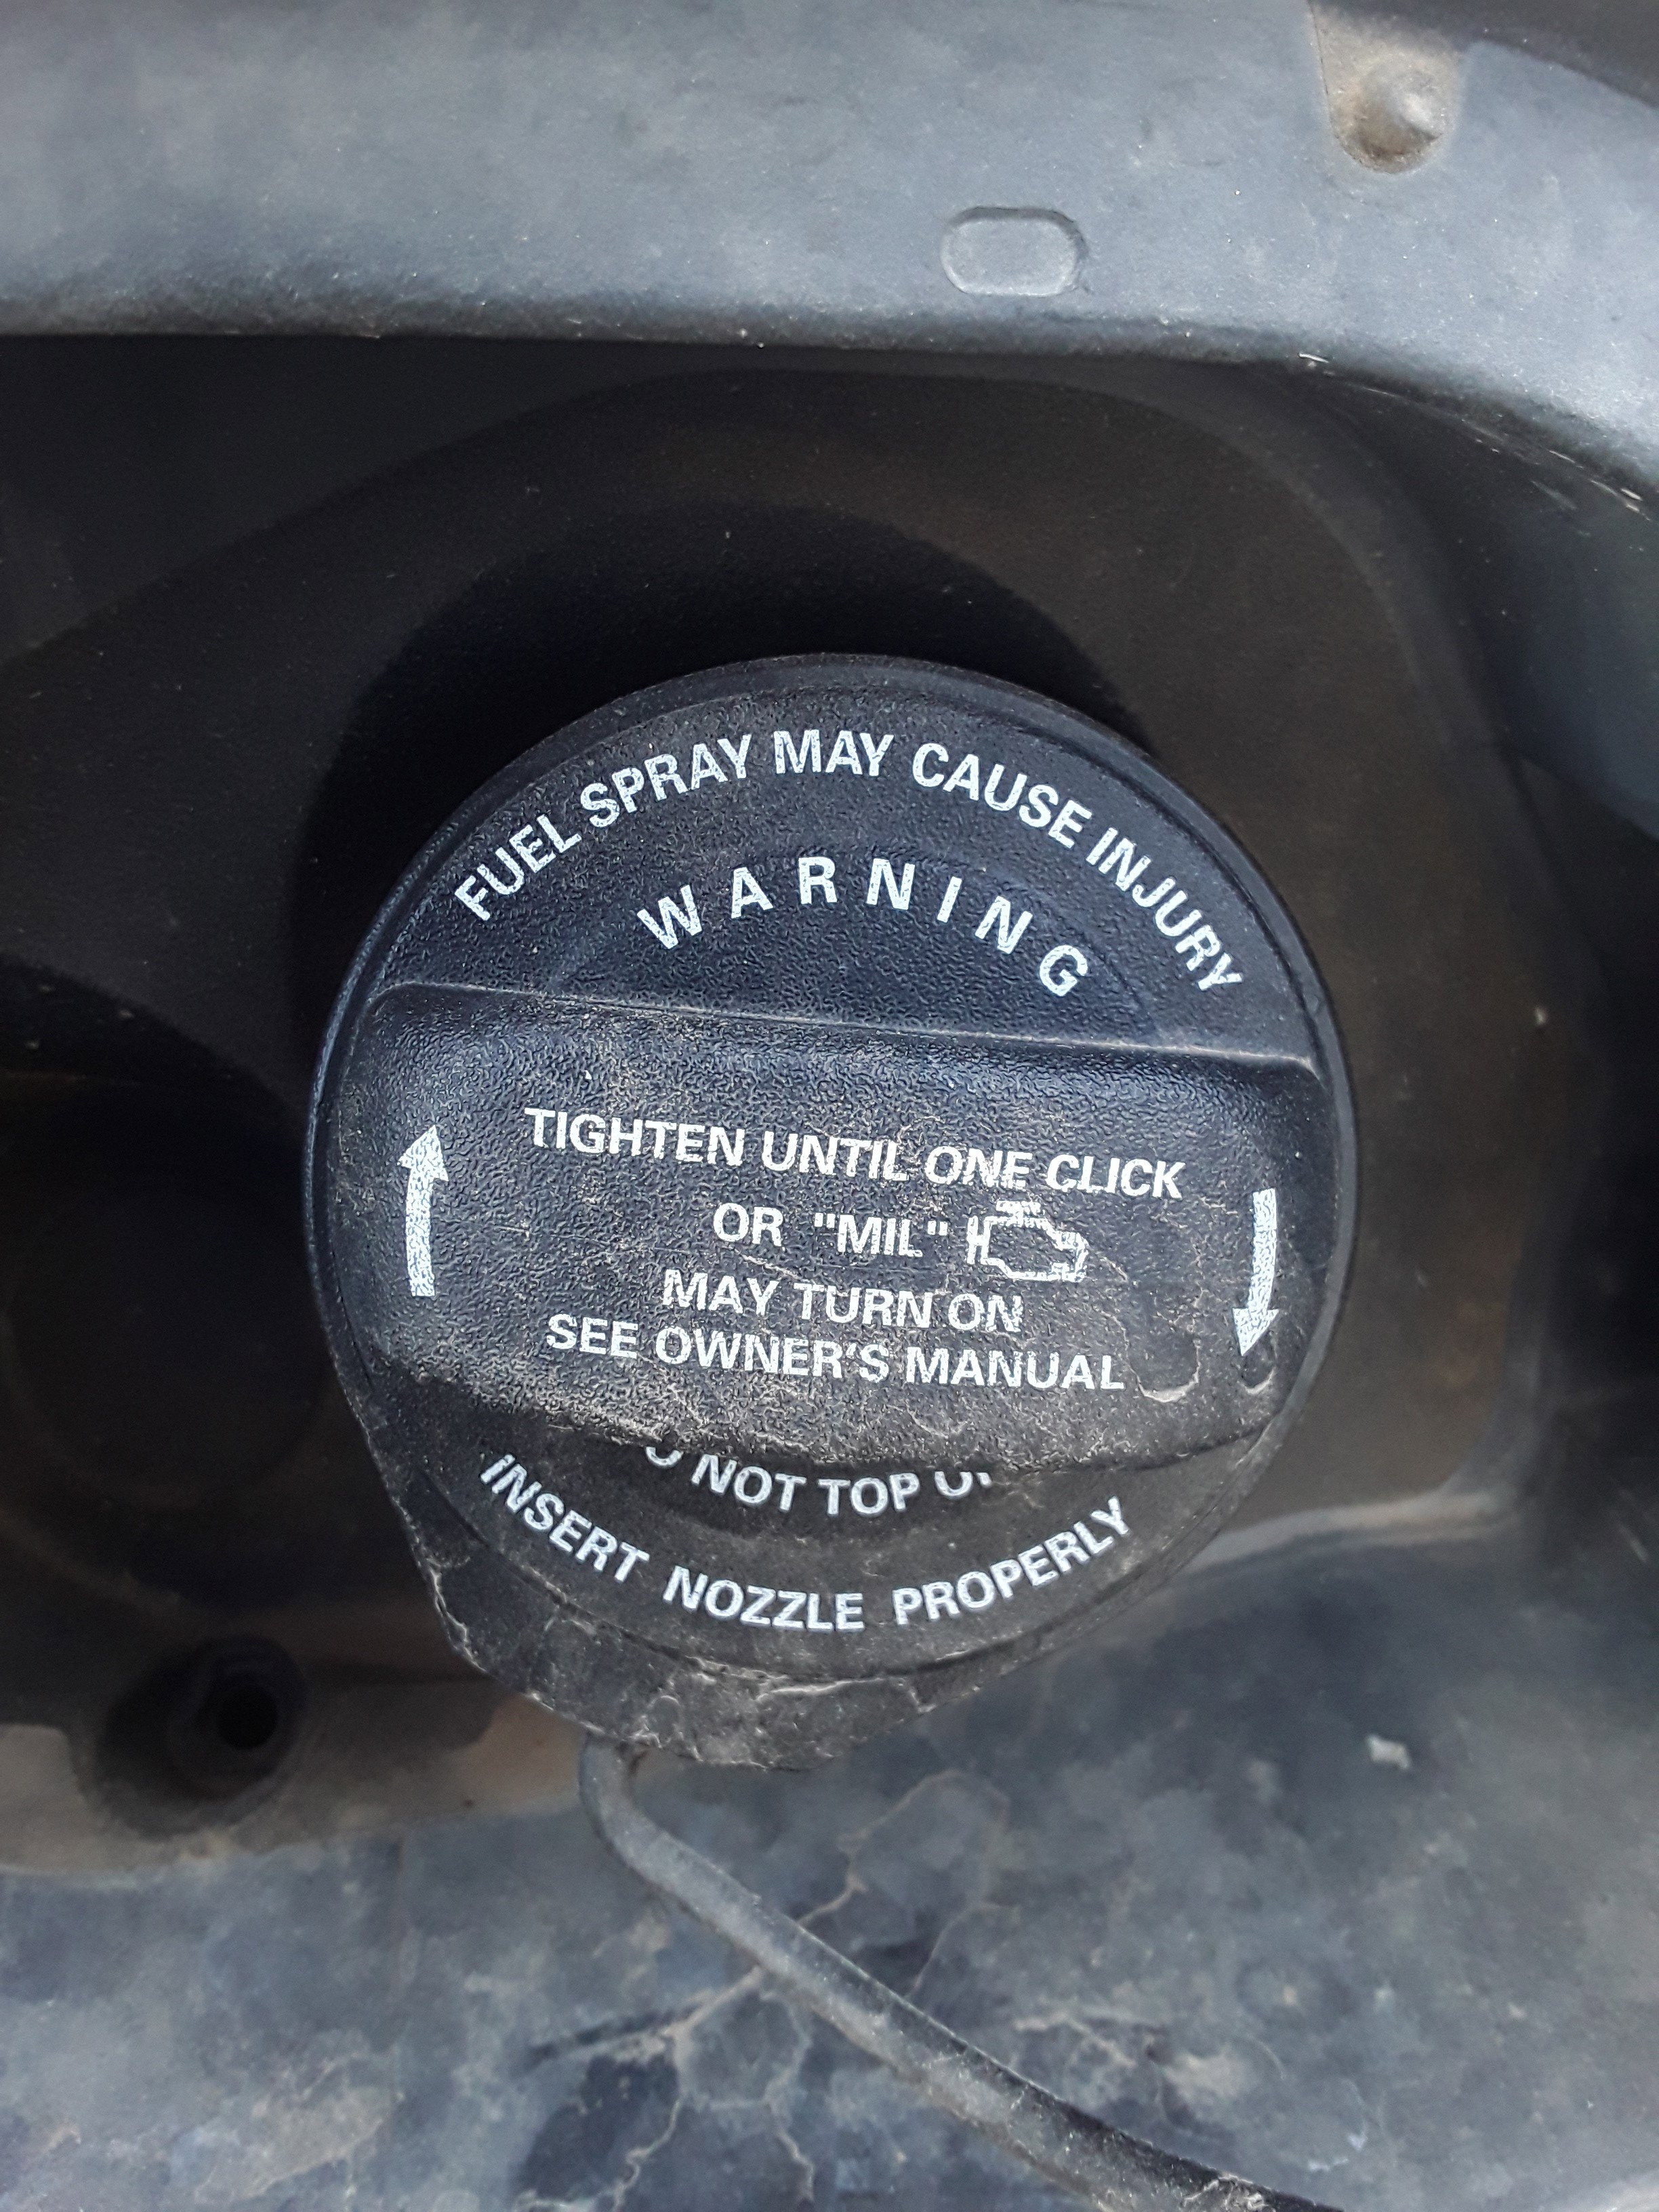 FUEL SPRAY MAY CAUSE INJURY
WARNING
TIGHTEN UNTIL ONE CLICK
OR "MIL"
MAY TURN ON
SEE OWNER'S MANUAL
NOT TOP
INSERT NOZZLE PROPERLY